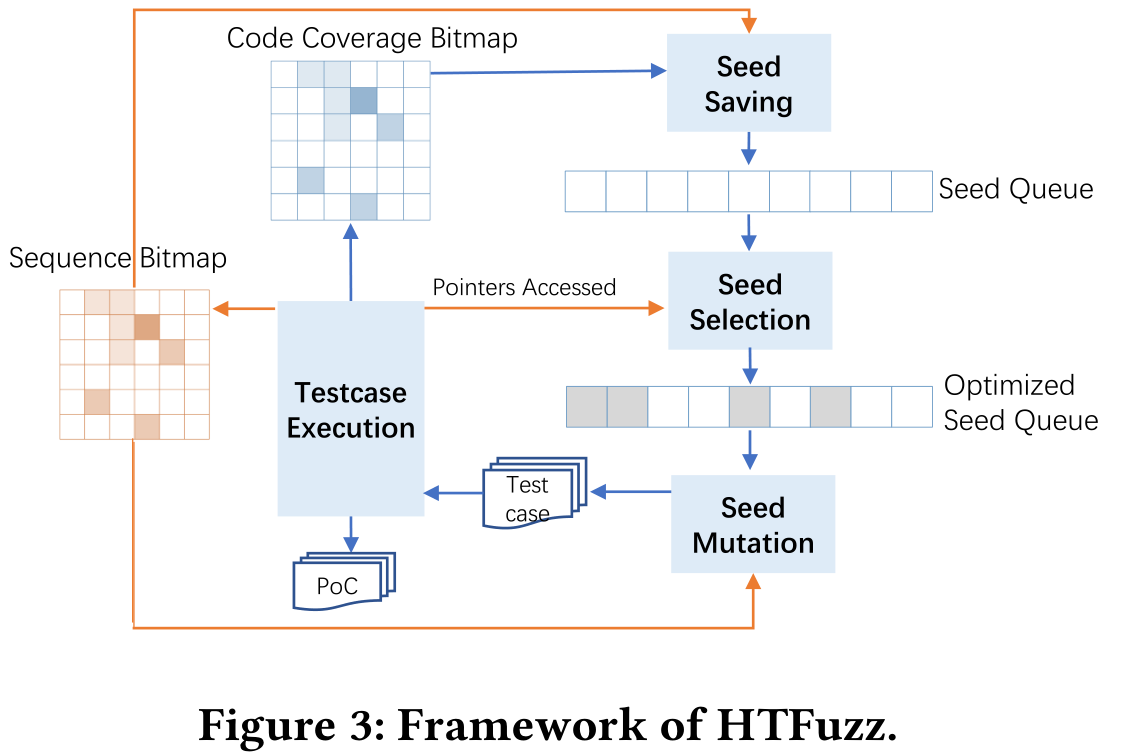 Code Coverage Bitmap
Seed
Saving
Seed Queue
Sequence Bitmap
Pointers Accessed
Seed
Selection
Testcase
Execution
Optimized
Seed Queue
Test
case
Seed
Mutation
PoC
Figure 3: Framework of HTFuzz.